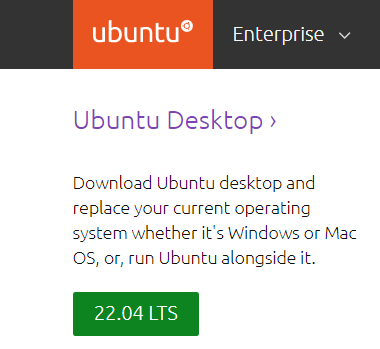 ubuntu
Enterprise
Ubuntu Desktop ›
Download Ubuntu desktop and
replace your current operating
system whether it's Windows or Mac
OS, or, run Ubuntu alongside it.
22.04 LTS